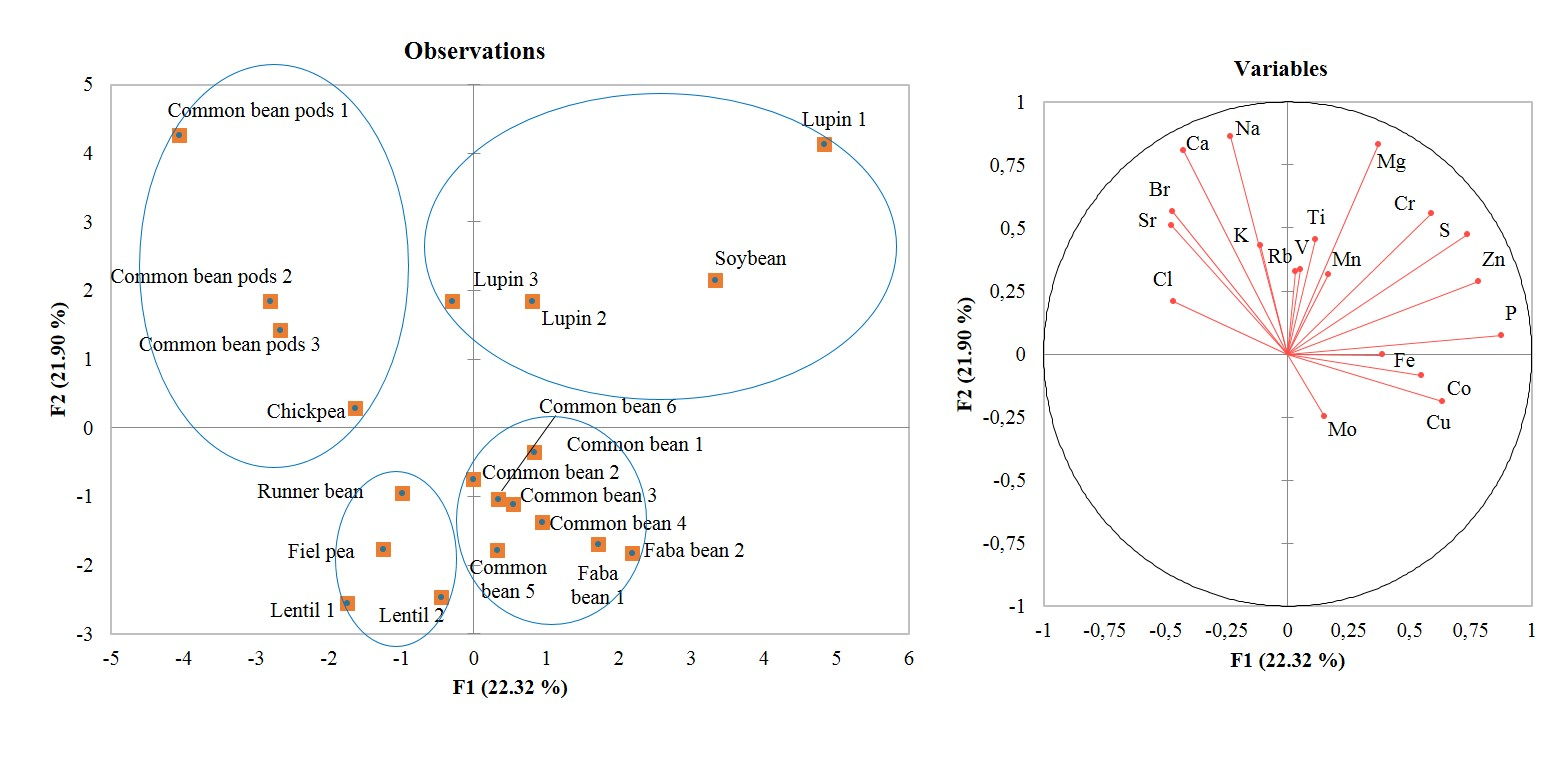 Observations
5
4
3
2
1
0
-1
-2
-3
F2 (21.90 %)
Common bean pods 1
Lupin 1
Common bean pods 2
Lupin 3
Soybean
Lupin 2
Common bean pods 3
Chickpea
Common bean 6
Common bean 1
Common bean 2
Runner bean
Common bean 3
Common bean 4
Fiel pea
Faba bean 2
Common
bean 5
Faba
bean 1
Lentil 1
Lentil 2
-5 -4 -3 -2 -1 0 1 2 3 4 5 6
F1 (22.32 %)
Variables
1
0,75
0,5
0,25
0
-0,25
-0,5
-0,75
-1
F2 (21.90 %)
Na
Ca
Mg
Br
Cr
Sr
Ti
S
K
V
Rb
Mn
Zn
Cl
P
Fe
Co
Cu
Mo
-1 -0,75 -0,5 -0,25 0 0,25 0,5 0,75 1
F1 (22.32 %)